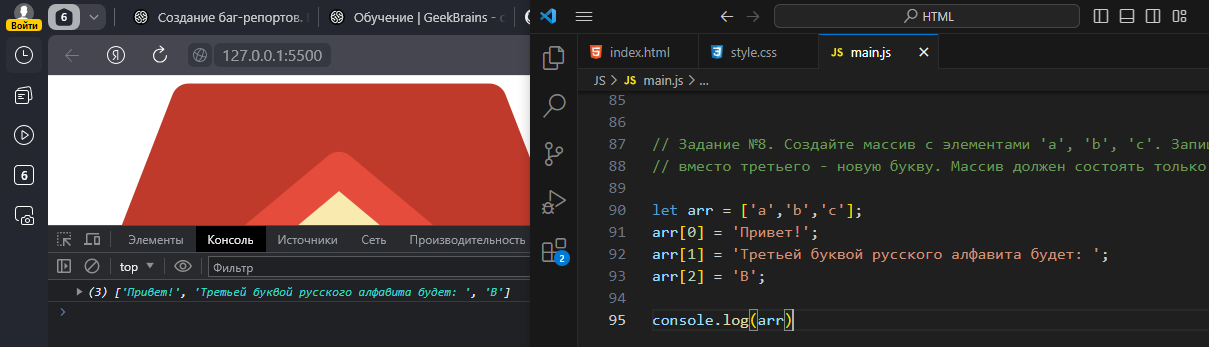 Войти
6
Создание баг-репортов.
Обучение | GeekBrains -
127.0.0.1:5500
6
Элементы Консоль Источники Сеть Производительность
top Фильтр
(3) ['Привет!', 'Третьей буквой русского алфавита будет: ', 'В']
HTML
index.html style.css main.js
JS > JS main.js > ...
2
85
86
87 // Задание №8. Создайте массив с элементами 'a', 'b', 'c'.
88 // вместо третьего - новую букву. Массив должен состоять только
89
90 let arr = ['a','b','c'];
91 arr[0] = 'Привет!';
92 arr[1] = 'Третьей буквой русского алфавита будет: ';
93 arr[2] = 'В';
94
95 console.log(arr)